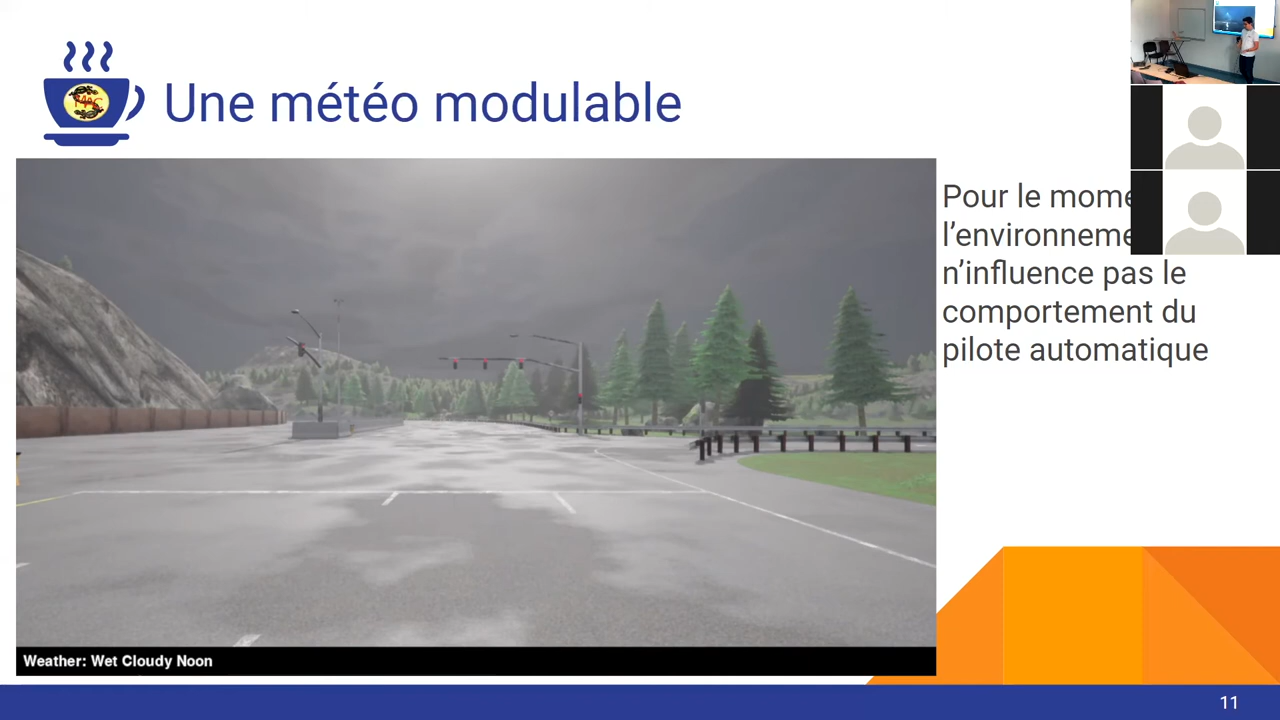 Une météo modulable
Pour le mome
l'environneme
n'influence pas le
comportement du
pilote automatique
Weather: Wet Cloudy Noon
11